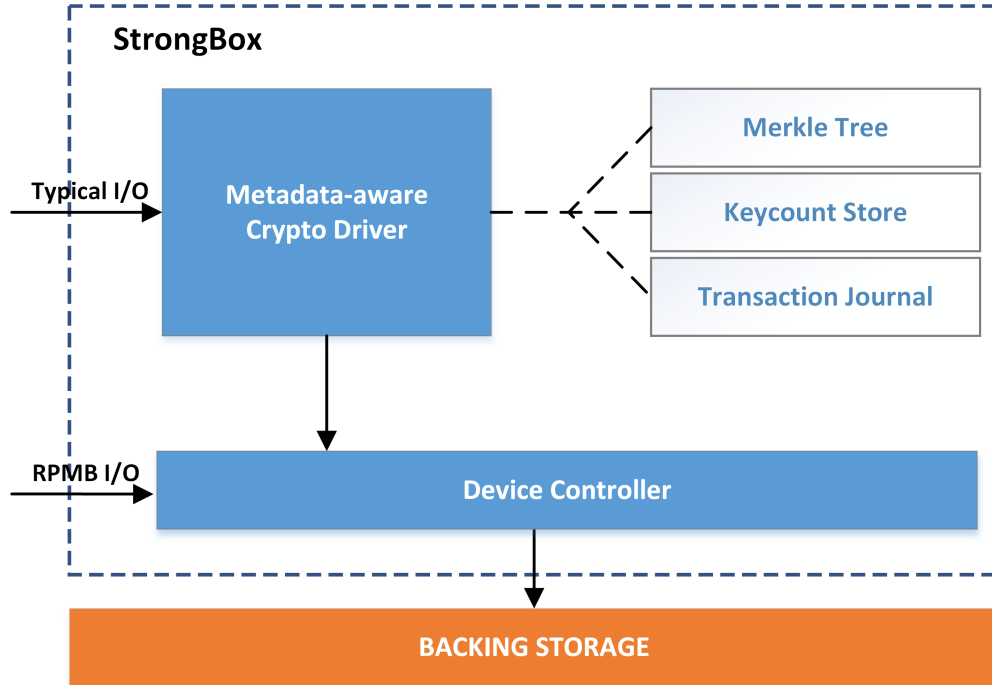 StrongBox
Typical I/O
Metadata-aware
Crypto Driver
Merkle Tree
Keycount Store
Transaction Journal
RPMB I/O
Device Controller
BACKING STORAGE